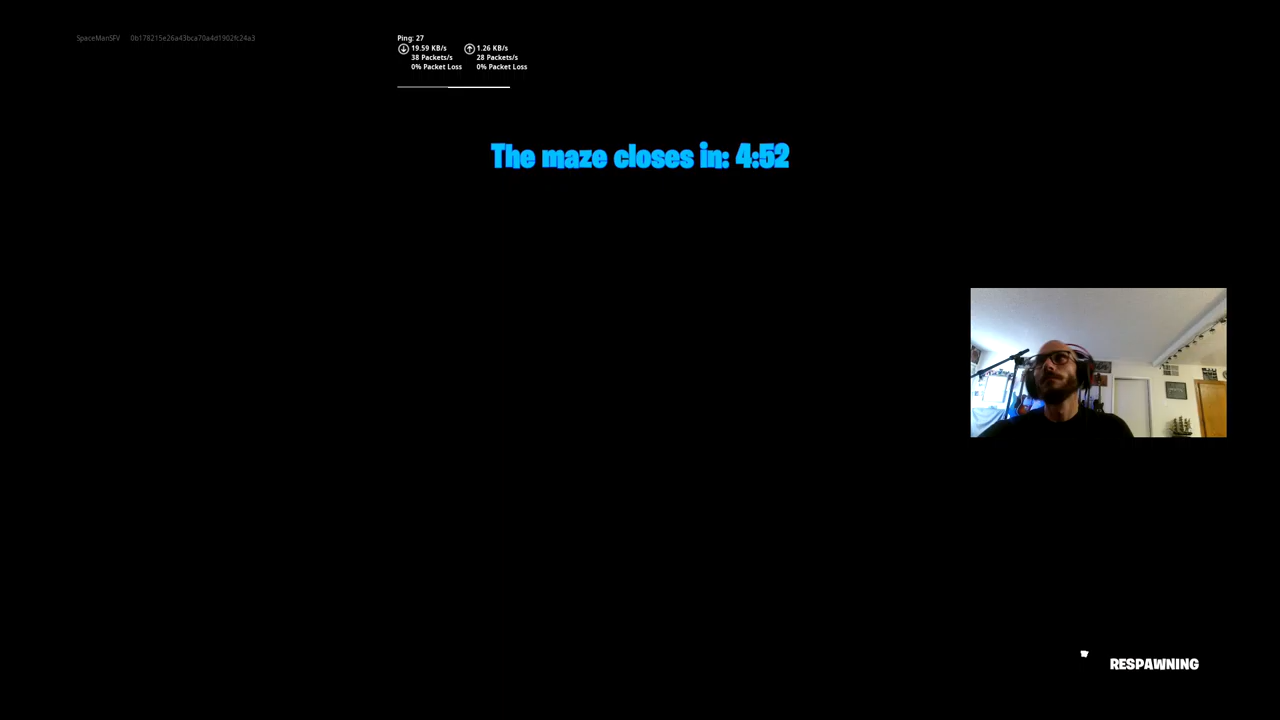 SpaceManSFV 0b178215e26a43bca70a4d1902fc24a3
Ping: 27
19.59 KB/s 1.26 KB/s
38 Packets/s 28 Packets/s
0% Packet Loss 0% Packet Loss
The maze closes in: 4:52
RESPAWNING